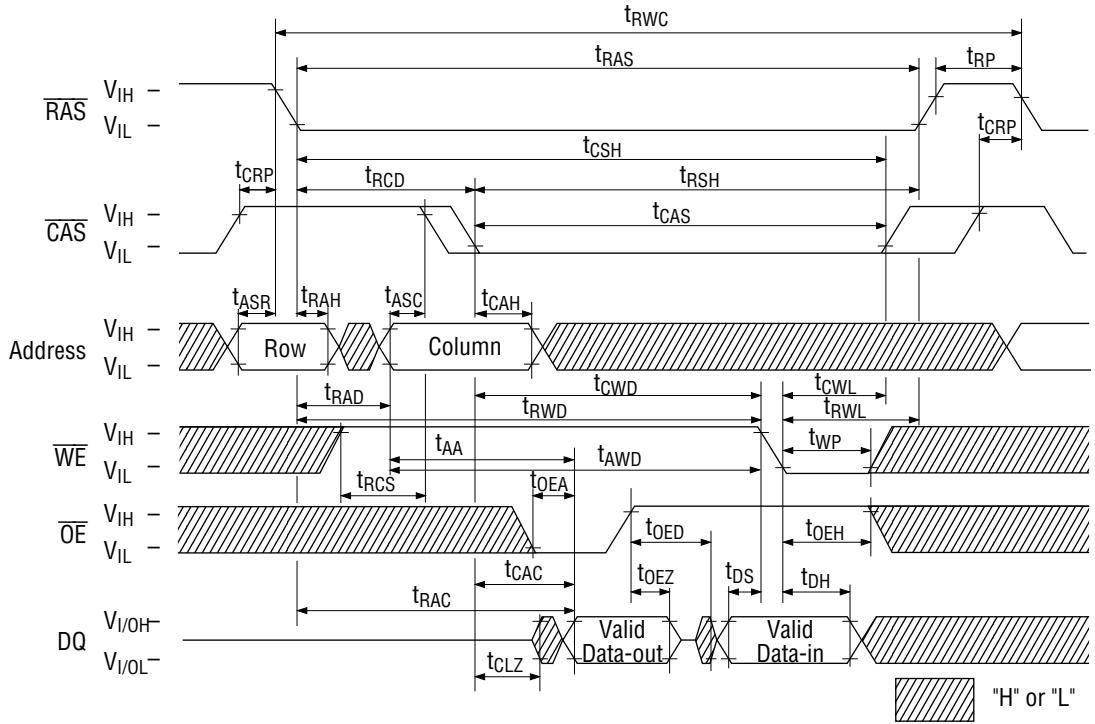 tRWC
tRAS
tRP
RAS
VIH
VIL
tCRP
tCSH
tCRP
tRCD
tRSH
CAS
VIH
VIL
tCAS
tASR
tRAH
tASC
tCAH
Address
VIH
VIL
Row
Column
tRAD
tCWD
tCWL
tRWD
tRWL
WE
VIH
VIL
tAA
tAWD
tWP
tRCS
tOEA
OE
VIH
VIL
tOED
tOEH
tCAC
tOEZ
tDS
tDH
tRAC
DQ
VI/OH
VI/OL
Valid
Data-out
Valid
Data-in
tCLZ
"H" or "L"